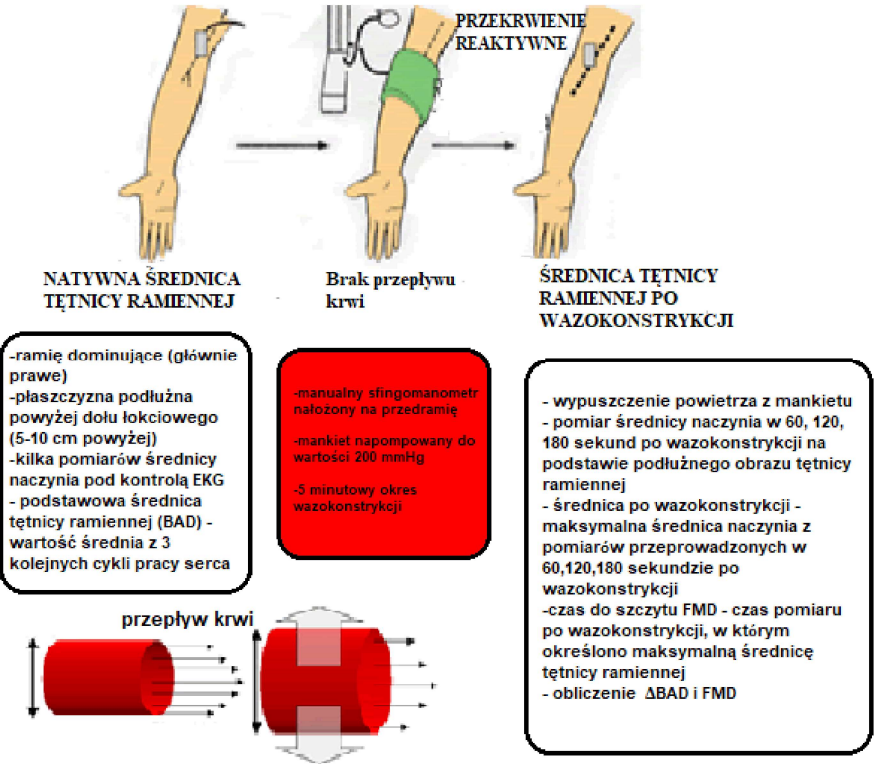 PRZEKRWIENIE
REAKTYWNE
NATYWNA ŚREDNICA
TĘTNICY RAMIENNEJ
Brak przepływu
krwi
ŚREDNICA TĘTNICY
RAMIENNEJ PO
WAZOKONSTRYKCJI
-ramię dominujące (głównie
prawe)
-płaszczyzna podłużna
powyżej dołu łokciowego
(5-10 cm powyżej)
-kilka pomiarów średnicy
naczynia pod kontrolą EKG
- podstawowa średnica
tętnicy ramiennej (BAD) -
wartość średnia z 3
kolejnych cykli pracy serca
-manualny sfingomanometr
nałożony na przedramię
-mankiet napompowany do
wartości 200 mmHg
-5 minutowy okres
wazokonstrykcji
- wypuszczenie powietrza z mankietu
- pomiar średnicy naczynia w 60, 120,
180 sekund po wazokonstrykcji na
podstawie podłużnego obrazu tętnicy
ramiennej
- średnica po wazokonstrykcji -
maksymalna średnica naczynia z
pomiarów przeprowadzonych w
60,120,180 sekundzie po
wazokonstrykcji
-czas do szczytu FMD - czas pomiaru
po wazokonstrykcji, w którym
określono maksymalną średnicę
tętnicy ramiennej
- obliczenie ΔBAD i FMD
przepływ krwi